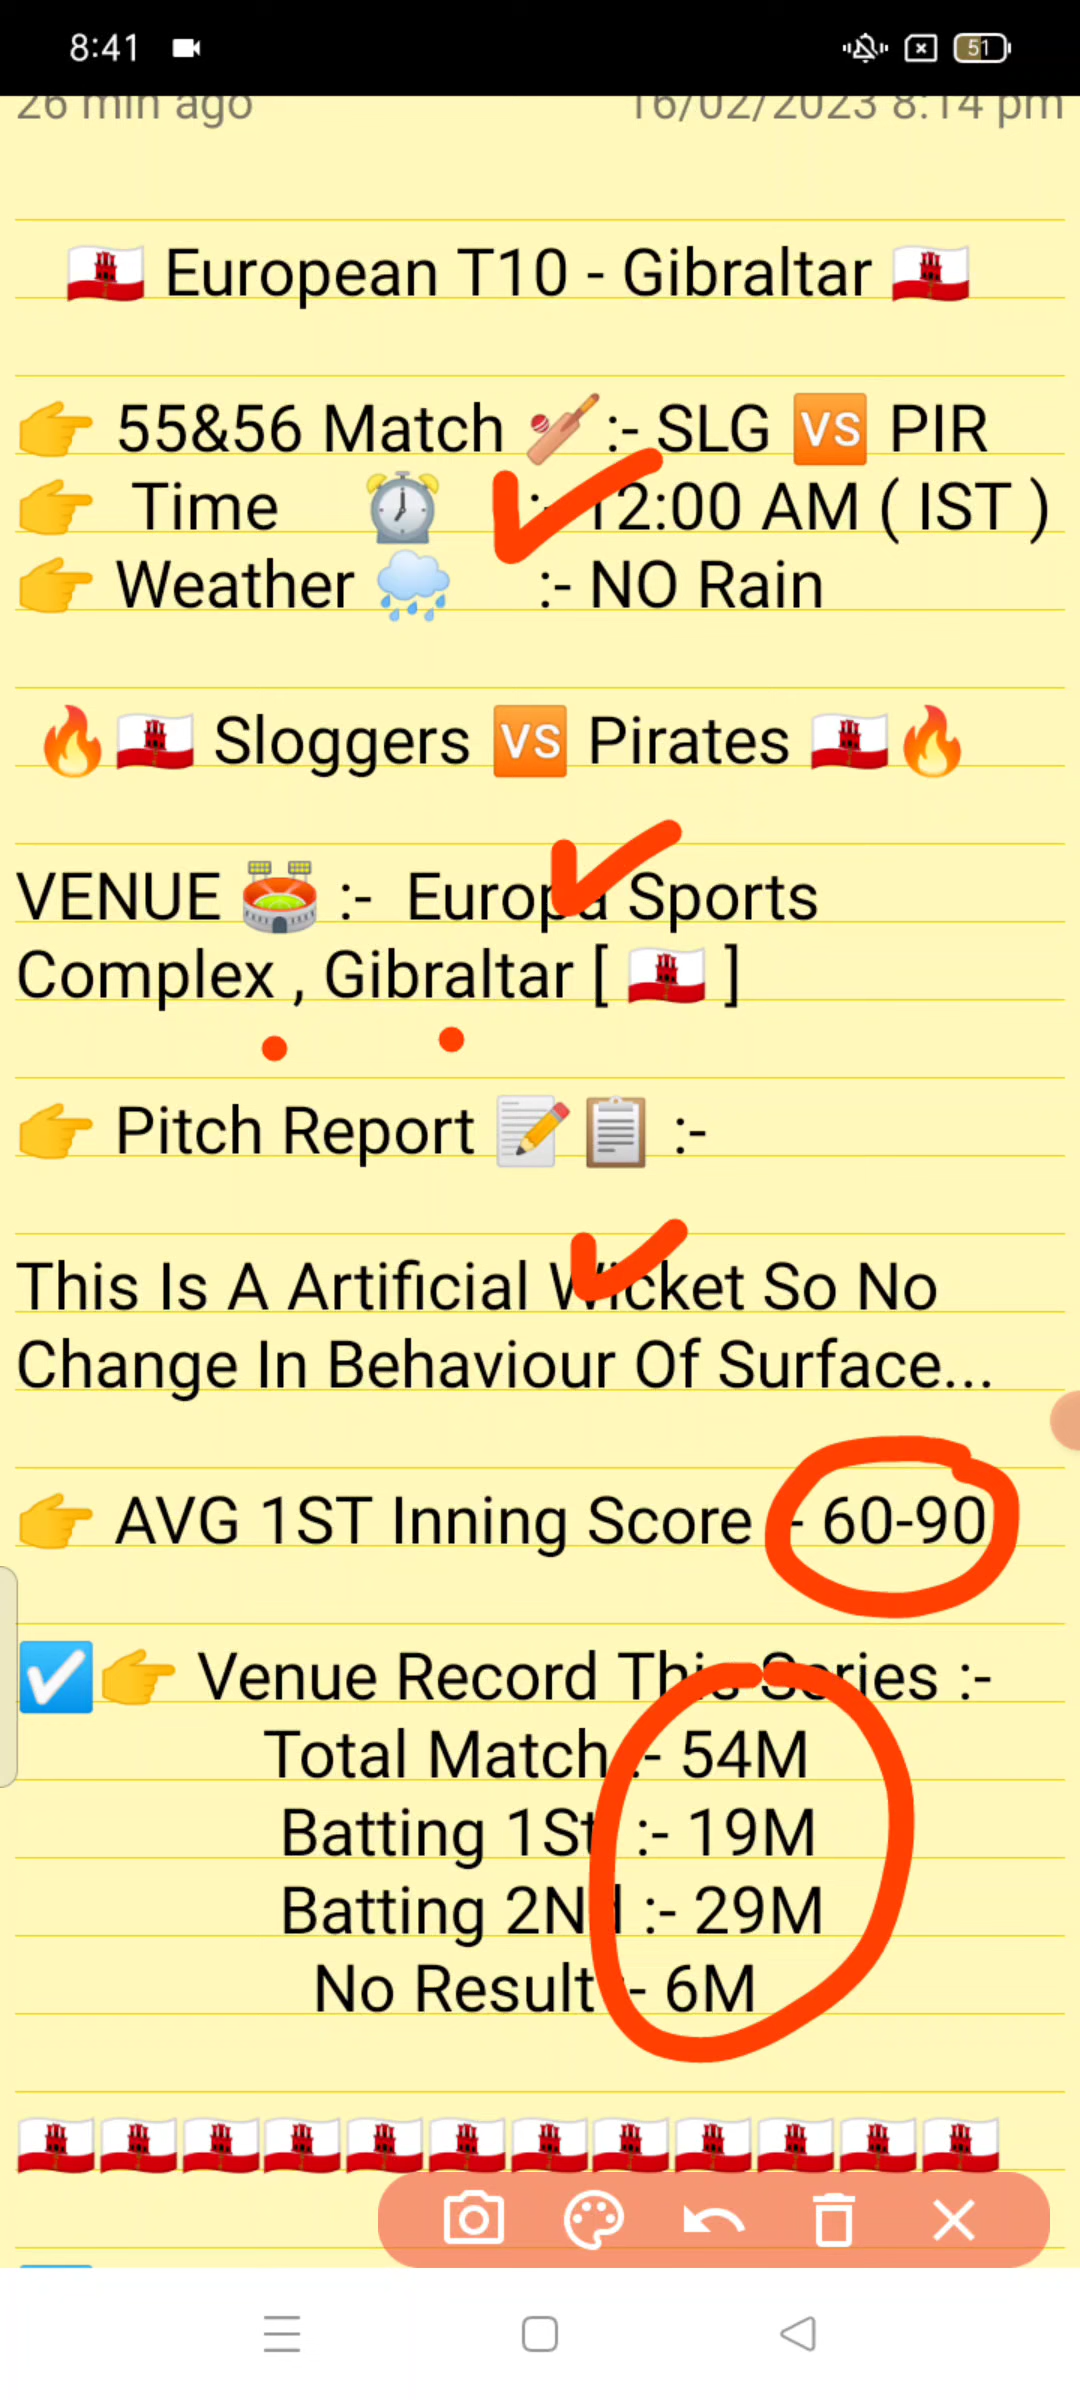 8:41
51
26 min ago 16/02/2023 8:14 pm
🇬🇮 European T10 - Gibraltar 🇬🇮
👉 55&56 Match 🏏 :- SLG 🆚 PIR
👉 Time ⏰ :- 12:00 AM ( IST )
👉 Weather 🌧️ :- NO Rain
🔥🇬🇮 Sloggers 🆚 Pirates 🇬🇮🔥
VENUE 🏟️ :- Europa Sports
Complex , Gibraltar [ 🇬🇮 ]
👉 Pitch Report 📝📋 :-
This Is A Artificial Wicket So No
Change In Behaviour Of Surface...
👉 AVG 1ST Inning Score - 60-90
☑️👉 Venue Record This Series :-
Total Match :- 54M
Batting 1St :- 19M
Batting 2Nd :- 29M
No Result :- 6M
🇬🇮🇬🇮🇬🇮🇬🇮🇬🇮🇬🇮🇬🇮🇬🇮🇬🇮🇬🇮🇬🇮🇬🇮